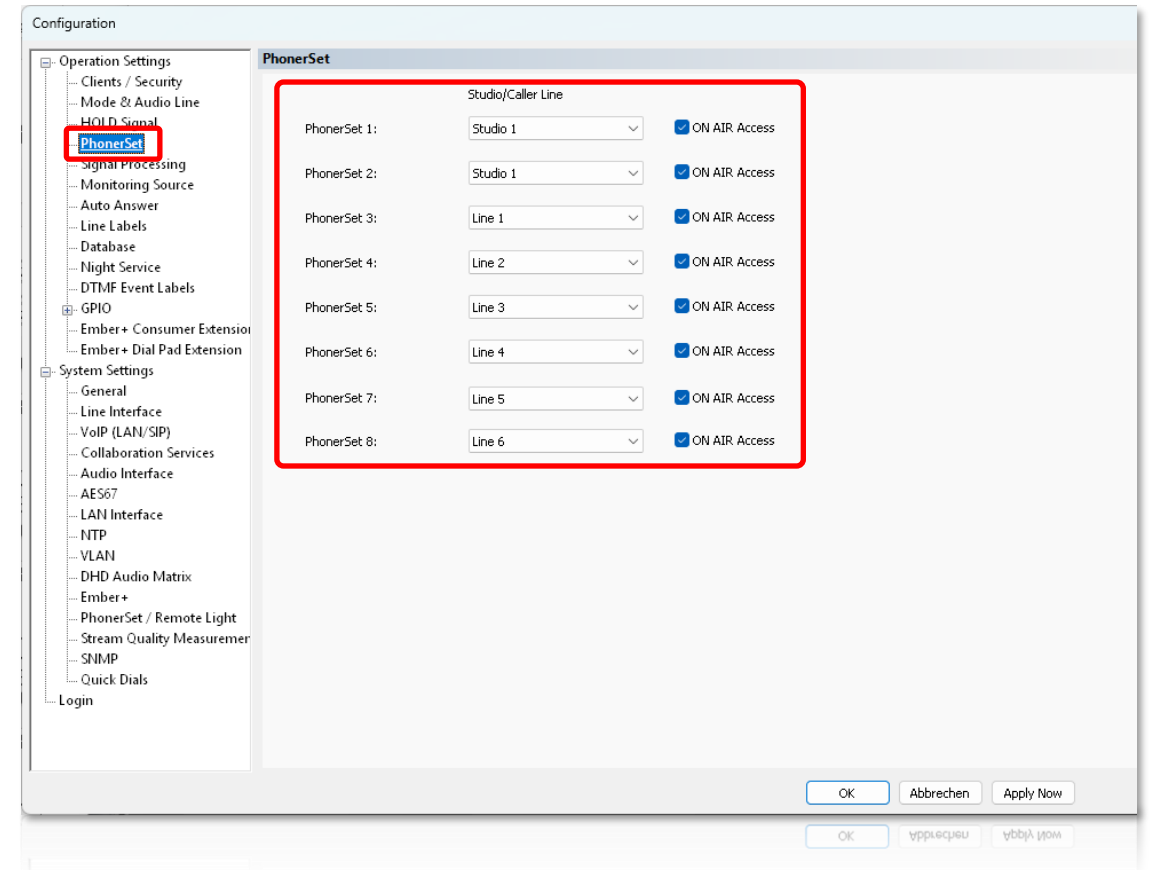 Configuration
Operation Settings
Clients / Security
Mode & Audio Line
HOLD Signal
PhonerSet
Signal Processing
Monitoring Source
Auto Answer
Line Labels
Database
Night Service
DTMF Event Labels
GPIO
Ember+ Consumer Extensio
Ember+ Dial Pad Extension
System Settings
General
Line Interface
VoIP (LAN/SIP)
Collaboration Services
Audio Interface
AES67
LAN Interface
NTP
VLAN
DHD Audio Matrix
Ember+
PhonerSet / Remote Light
Stream Quality Measuremer
SNMP
Quick Dials
Login
PhonerSet
Studio/Caller Line
PhonerSet 1: Studio 1 ON AIR Access
PhonerSet 2: Studio 1 ON AIR Access
PhonerSet 3: Line 1 ON AIR Access
PhonerSet 4: Line 2 ON AIR Access
PhonerSet 5: Line 3 ON AIR Access
PhonerSet 6: Line 4 ON AIR Access
PhonerSet 7: Line 5 ON AIR Access
PhonerSet 8: Line 6 ON AIR Access
OK Abbrechen Apply Now
OK Abbrechen Apply Now